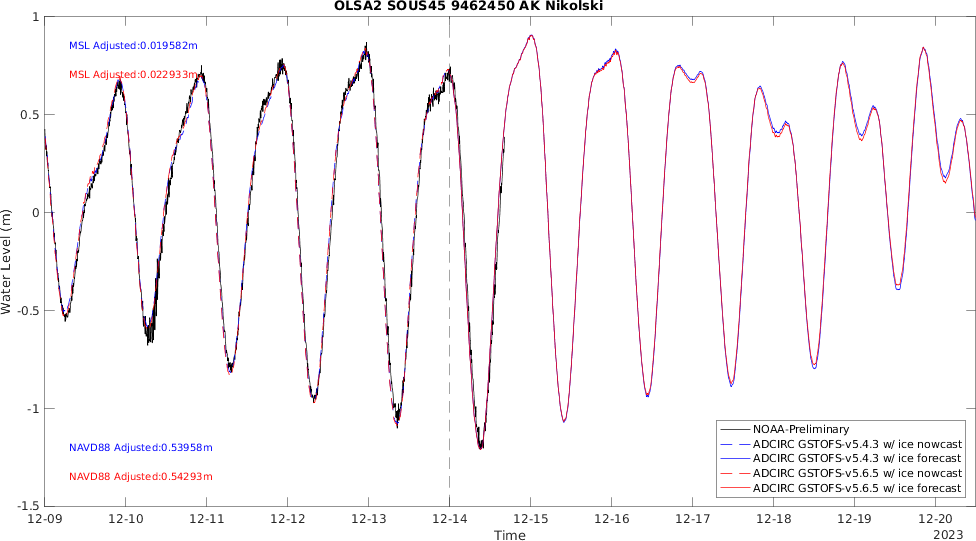 OLSA2 SOUS45 9462450 AK Nikolski
1
0.5
0
-0.5
-1
-1.5
Water Level (m)
MSL Adjusted:0.019582m
MSL Adjusted:0.022933m
NAVD88 Adjusted:0.53958m
NAVD88 Adjusted:0.54293m
NOAA-Preliminary
ADCIRC GSTOFS-v5.4.3 w/ ice nowcast
ADCIRC GSTOFS-v5.4.3 w/ ice forecast
ADCIRC GSTOFS-v5.6.5 w/ ice nowcast
ADCIRC GSTOFS-v5.6.5 w/ ice forecast
12-09 12-10 12-11 12-12 12-13 12-14 12-15 12-16 12-17 12-18 12-19 12-20
2023
Time